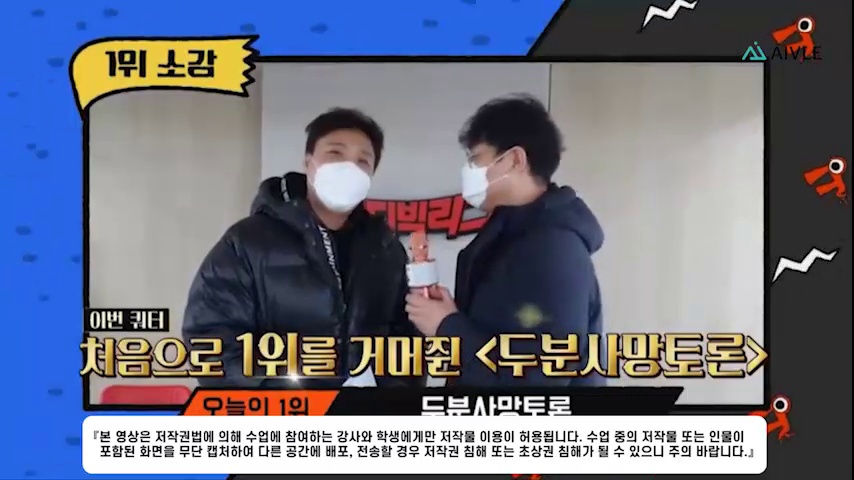 1위 소감
AIVLE
이번 쿼터
처음으로 1위를 거머쥔 <두분사망토론>
오늘의 1위 두분사망토론
『본 영상은 저작권법에 의해 수업에 참여하는 강사와 학생에게만 저작물 이용이 허용됩니다. 수업 중의 저작물 또는 인물이
포함된 화면을 무단 캡처하여 다른 공간에 배포, 전송할 경우 저작권 침해 또는 초상권 침해가 될 수 있으니 주의 바랍니다.』